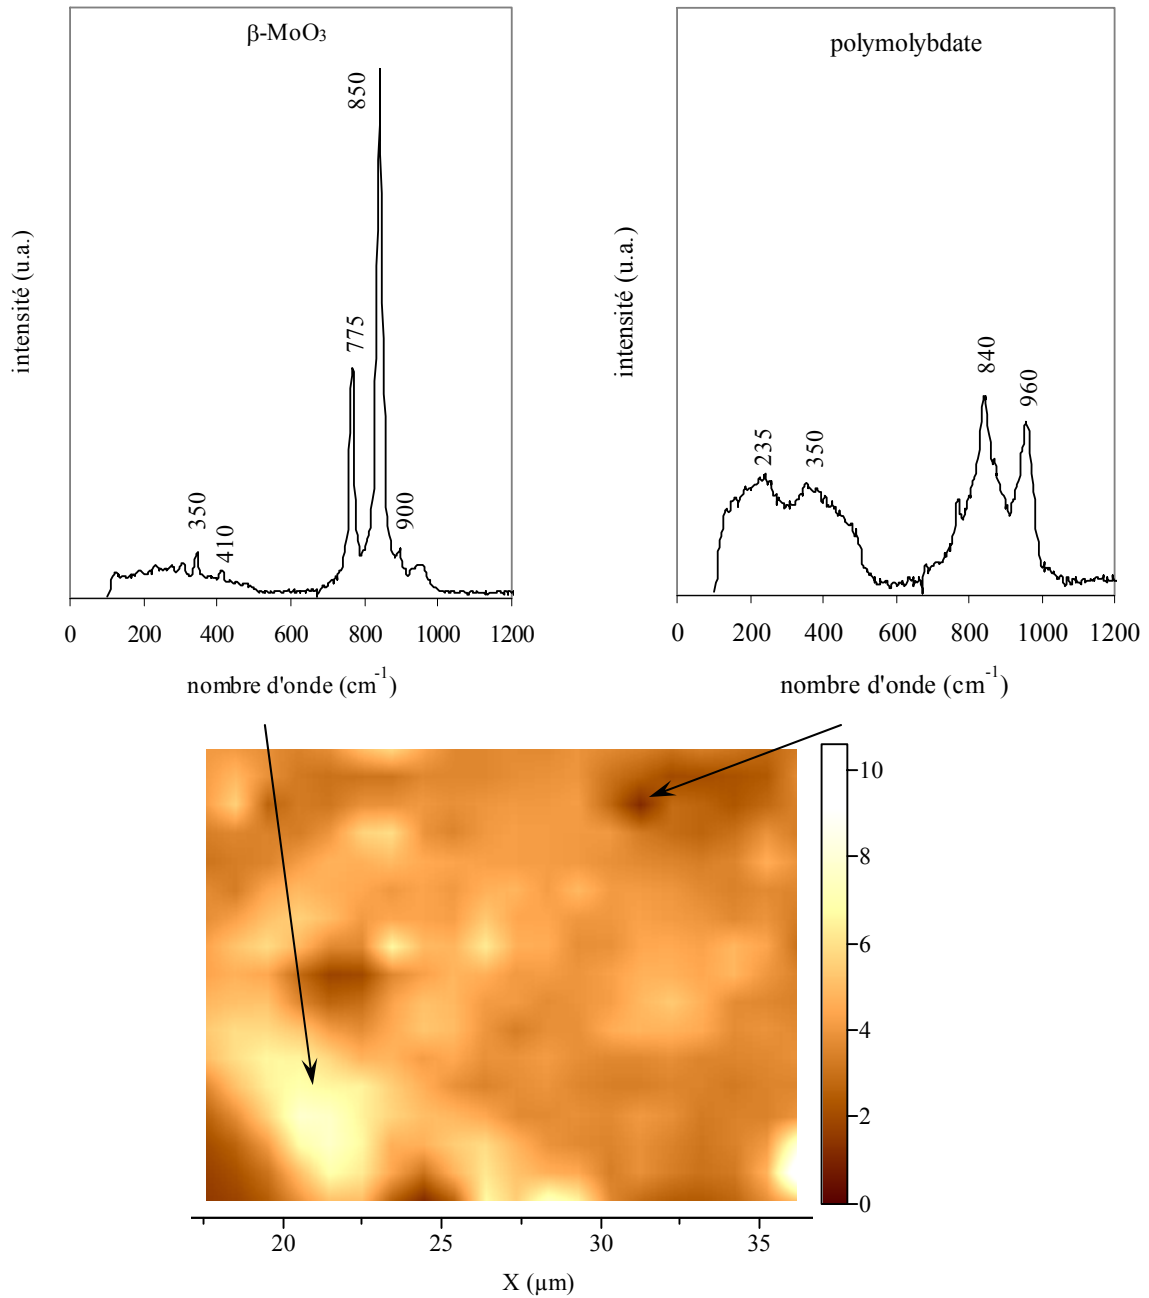 β-MoO₃
850
775
350
410
900
intensité (u.a.)
0 200 400 600 800 1000 1200
nombre d'onde (cm⁻¹)
polymolybdate
840
960
235
350
intensité (u.a.)
0 200 400 600 800 1000 1200
nombre d'onde (cm⁻¹)
10
8
6
4
2
0
20 25 30 35
X (µm)